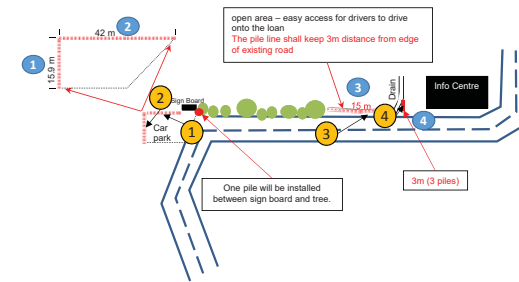 2
42 m
1
15.9 m
open area – easy access for drivers to drive
onto the loan
The pile line shall keep 3m distance from edge
of existing road
2
Sign Board
3
15 m
Drain
Info Centre
Car
park
1
3
4
4
One pile will be installed
between sign board and tree.
3m (3 piles)